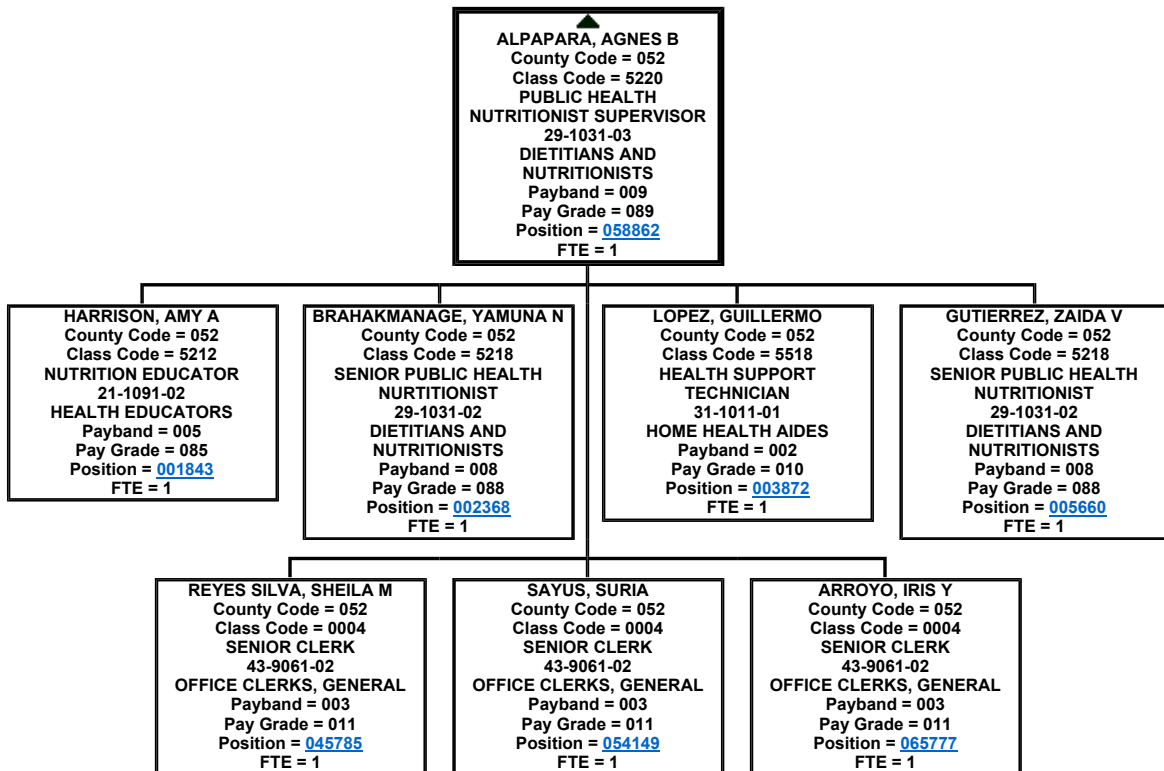 ALPAPARA, AGNES B
County Code = 052
Class Code = 5220
PUBLIC HEALTH
NUTRITIONIST SUPERVISOR
29-1031-03
DIETITIANS AND
NUTRITIONISTS
Payband = 009
Pay Grade = 089
Position = 058862
FTE = 1
HARRISON, AMY A
County Code = 052
Class Code = 5212
NUTRITION EDUCATOR
21-1091-02
HEALTH EDUCATORS
Payband = 005
Pay Grade = 085
Position = 001843
FTE = 1
BRAHAKMANAGE, YAMUNA N
County Code = 052
Class Code = 5218
SENIOR PUBLIC HEALTH
NURTITIONIST
29-1031-02
DIETITIANS AND
NUTRITIONISTS
Payband = 008
Pay Grade = 088
Position = 002368
FTE = 1
LOPEZ, GUILLERMO
County Code = 052
Class Code = 5518
HEALTH SUPPORT
TECHNICIAN
31-1011-01
HOME HEALTH AIDES
Payband = 002
Pay Grade = 010
Position = 003872
FTE = 1
GUTIERREZ, ZAIDA V
County Code = 052
Class Code = 5218
SENIOR PUBLIC HEALTH
NUTRITIONIST
29-1031-02
DIETITIANS AND
NUTRITIONISTS
Payband = 008
Pay Grade = 088
Position = 005660
FTE = 1
REYES SILVA, SHEILA M
County Code = 052
Class Code = 0004
SENIOR CLERK
43-9061-02
OFFICE CLERKS, GENERAL
Payband = 003
Pay Grade = 011
Position = 045785
FTE = 1
SAYUS, SURIA
County Code = 052
Class Code = 0004
SENIOR CLERK
43-9061-02
OFFICE CLERKS, GENERAL
Payband = 003
Pay Grade = 011
Position = 054149
FTE = 1
ARROYO, IRIS Y
County Code = 052
Class Code = 0004
SENIOR CLERK
43-9061-02
OFFICE CLERKS, GENERAL
Payband = 003
Pay Grade = 011
Position = 065777
FTE = 1